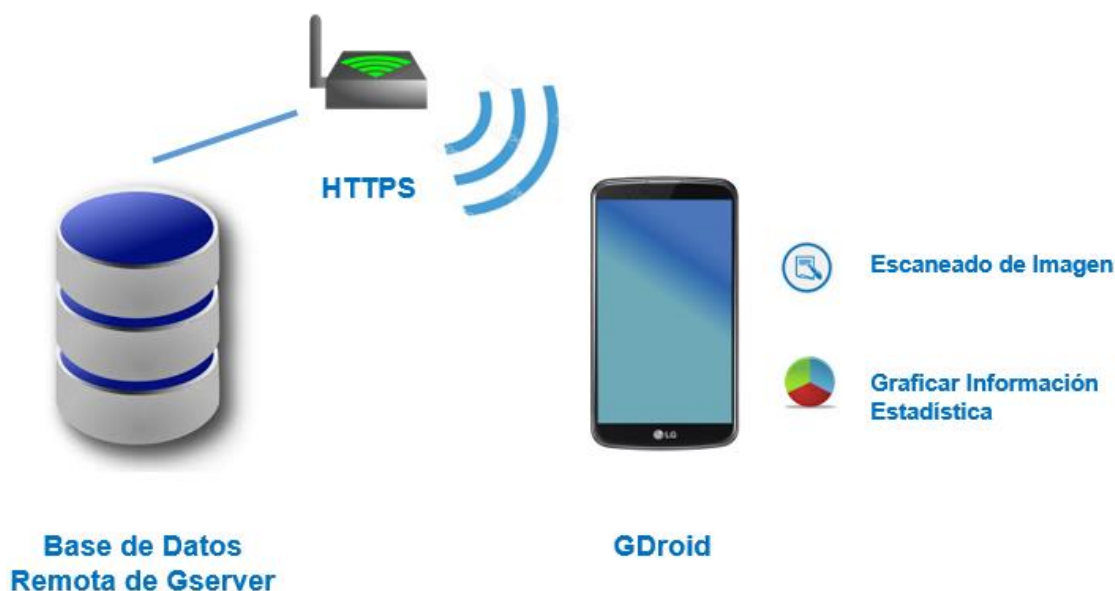 HTTPS
Escaneado de Imagen
Graficar Información
Estadística
LG
Base de Datos
Remota de Gserver
GDroid